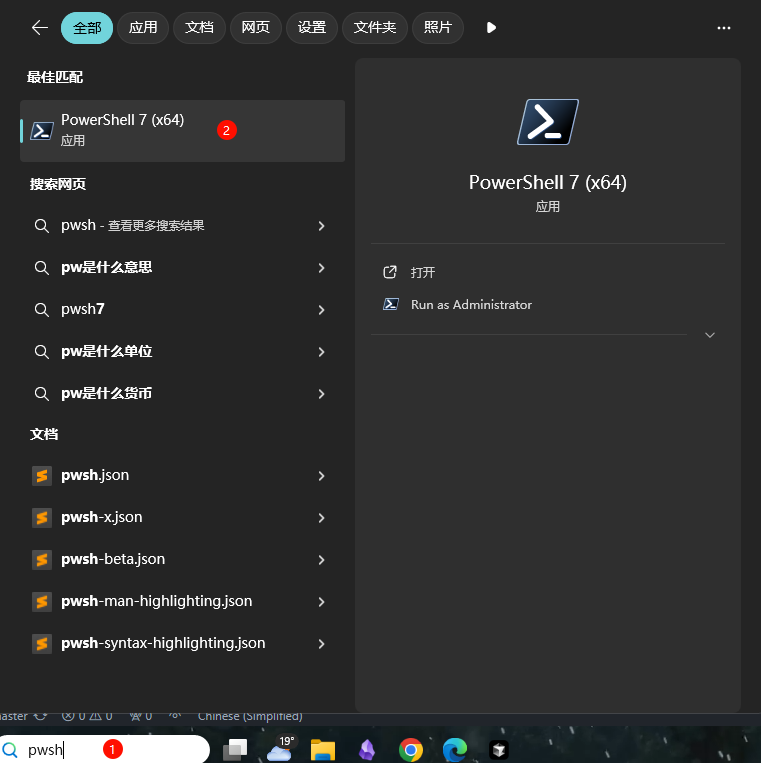 全部 应用 文档 网页 设置 文件夹 照片
最佳匹配
PowerShell 7 (x64)
应用
2
搜索网页
pwsh - 查看更多搜索结果
pw是什么意思
pwsh7
pw是什么单位
pw是什么货币
文档
pwsh.json
pwsh-x.json
pwsh-beta.json
pwsh-man-highlighting.json
pwsh-syntax-highlighting.json
PowerShell 7 (x64)
应用
打开
Run as Administrator
0 0 0 Chinese (Simplified)
pwsh 1 19°